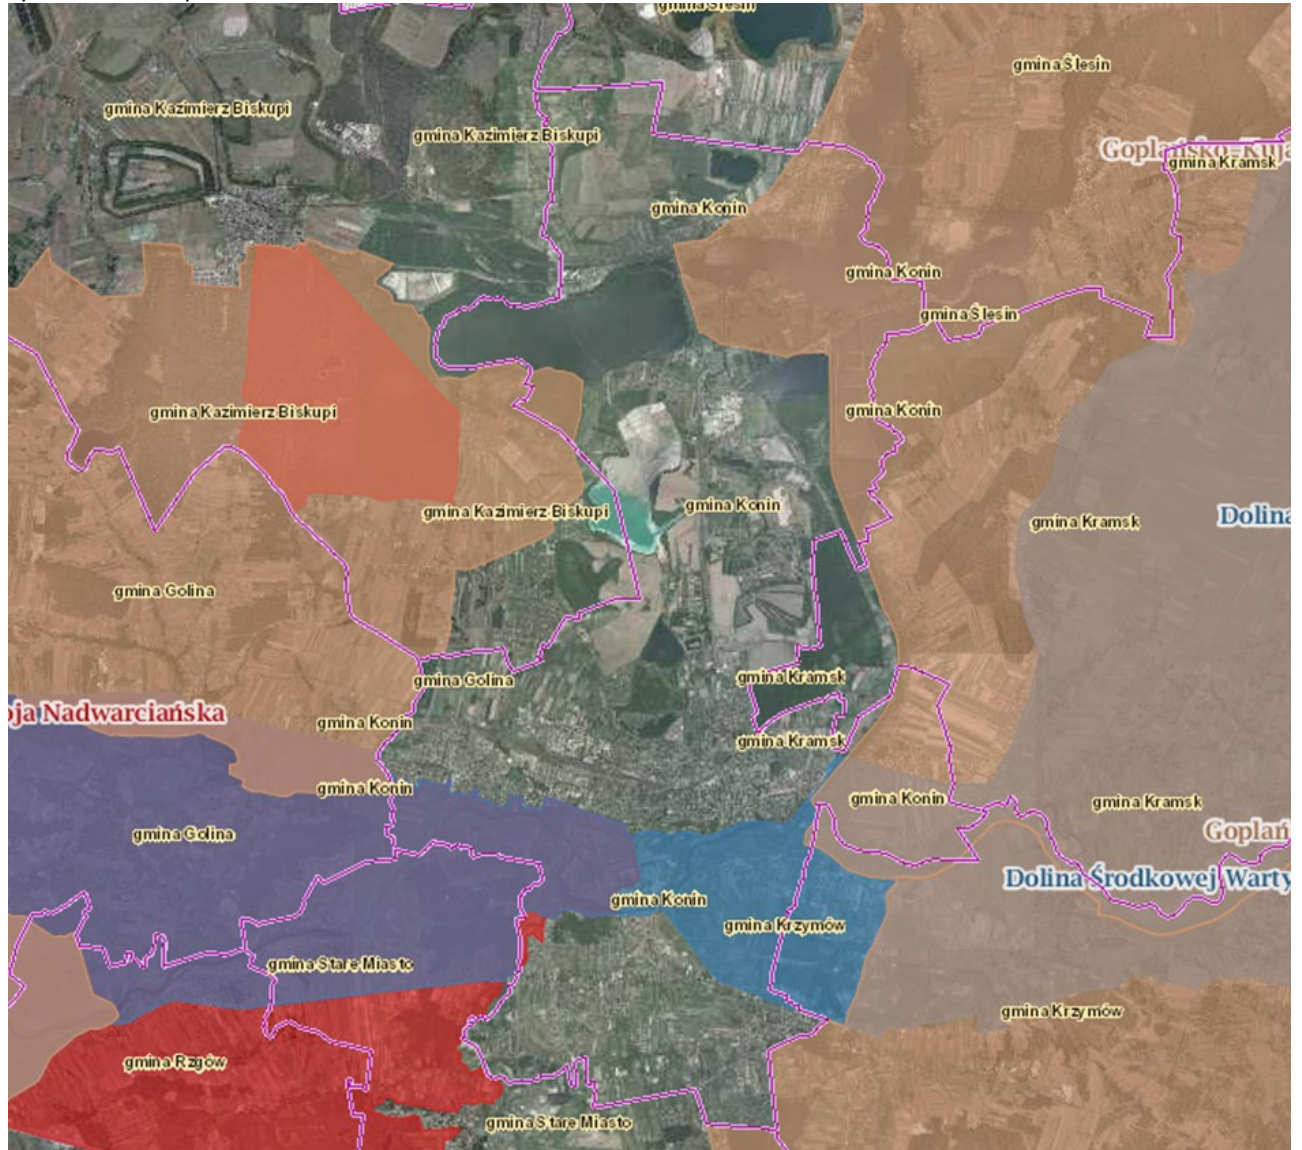 gmina Ślesin
gmina Ślesin
gmina Kazimierz Biskupi
gmina Kazimierz Biskupi
Goplańsko-Kuja
gmina Kramsk
gmina Konin
gmina Konin
gmina Ślesin
gmina Kazimierz Biskupi
gmina Konin
gmina Kazimierz Biskupi
gmina Konin
Dolina
gmina Kramsk
gmina Golina
gmina Golina
gmina Kramsk
oja Nadwarciańska
gmina Konin
gmina Kramsk
gmina Konin
gmina Konin
gmina Kramsk
gmina Golina
Goplań
Dolina Środkowej Warty
gmina Konin
gmina Krzymów
gmina Stare Miasto
gmina Krzymów
gmina Rzgów
gmina Stare Miasto